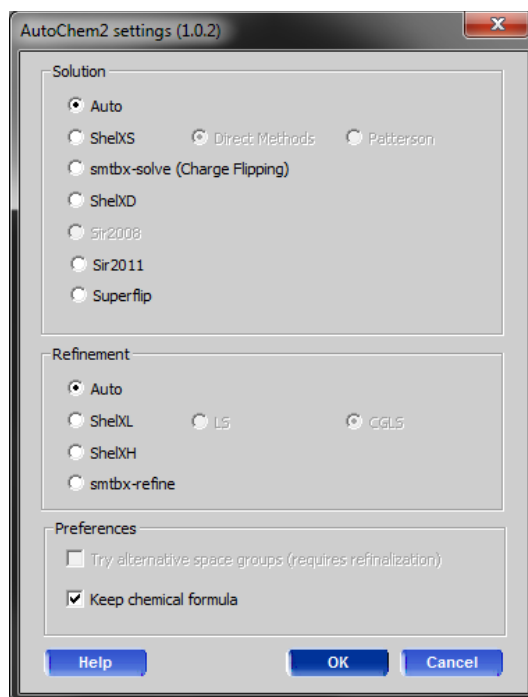 AutoChem2 settings (1.0.2)
Solution
Auto
ShelXS Direct Methods Patterson
smtbx-solve (Charge Flipping)
ShelXD
Sir2008
Sir2011
Superflip
Refinement
Auto
ShelXL LS CGLS
ShelXH
smtbx-refine
Preferences
Try alternative space groups (requires refinalization)
Keep chemical formula
Help OK Cancel